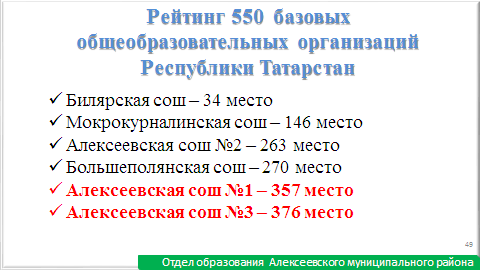 Рейтинг 550 базовых
общеобразовательных организаций
Республики Татарстан
✓ Билярская сош – 34 место
✓ Мокрокурналинская сош – 146 место
✓ Алексеевская сош №2 – 263 место
✓ Большеполянская сош – 270 место
✓ Алексеевская сош №1 – 357 место
✓ Алексеевская сош №3 – 376 место
49
Отдел образования Алексеевского муниципального района